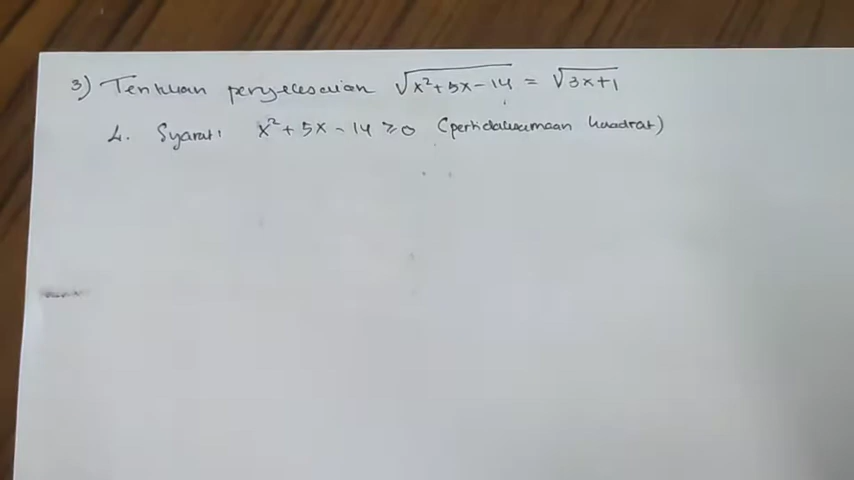 3) Tentukan penyelesaian √(x²+5x-14) = √(3x+1)
1. Syarat: x²+5x-14 ≥ 0 (pertidaksamaan kuadrat)